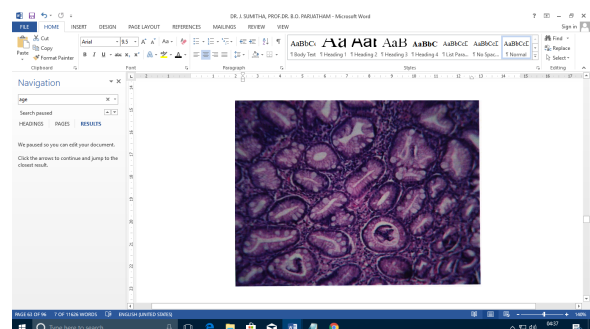 DR. J. SUMITHA, PROF.DR. B.O. PARIJATHAM - Microsoft Word
Sign in
FILE HOME INSERT DESIGN PAGE LAYOUT REFERENCES MAILINGS REVIEW VIEW
Paste
Cut
Copy
Format Painter
Clipboard
Arial 9.5
Font
Paragraph
AaBbCc AaI AaI AaB AaBbC AaBbCcI AaBbCcI AaBbCcI
¶ Body Text ¶ Heading 1 ¶ Heading 2 ¶ Heading 3 ¶ Heading 4 ¶ List Para... ¶ No Spac... ¶ Normal
Styles
Find
Replace
Select
Editing
Navigation
age
Search paused
HEADINGS PAGES RESULTS
We paused so you can edit your document.
Click the arrows to continue and jump to the
closest result.
PAGE 63 OF 96 7 OF 11626 WORDS ENGLISH (UNITED STATES)
140%
Type here to search
04:37